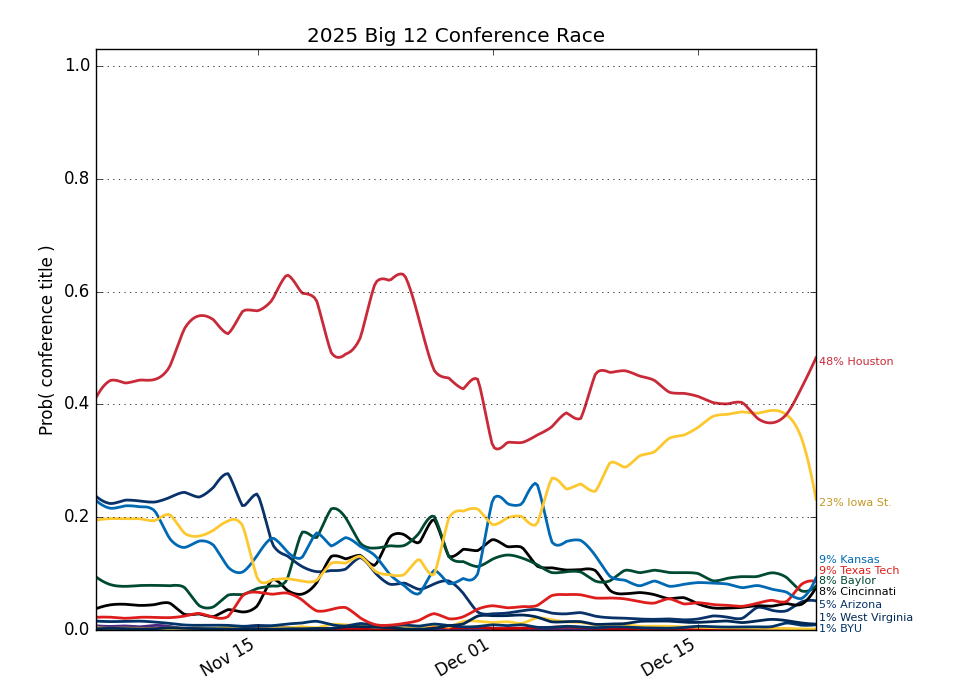 2025 Big 12 Conference Race
Prob( conference title )
1.0
0.8
0.6
0.4
0.2
0.0
Nov 15
Dec 01
Dec 15
48% Houston
23% Iowa St.
9% Kansas
9% Texas Tech
8% Baylor
8% Cincinnati
5% Arizona
1% West Virginia
1% BYU